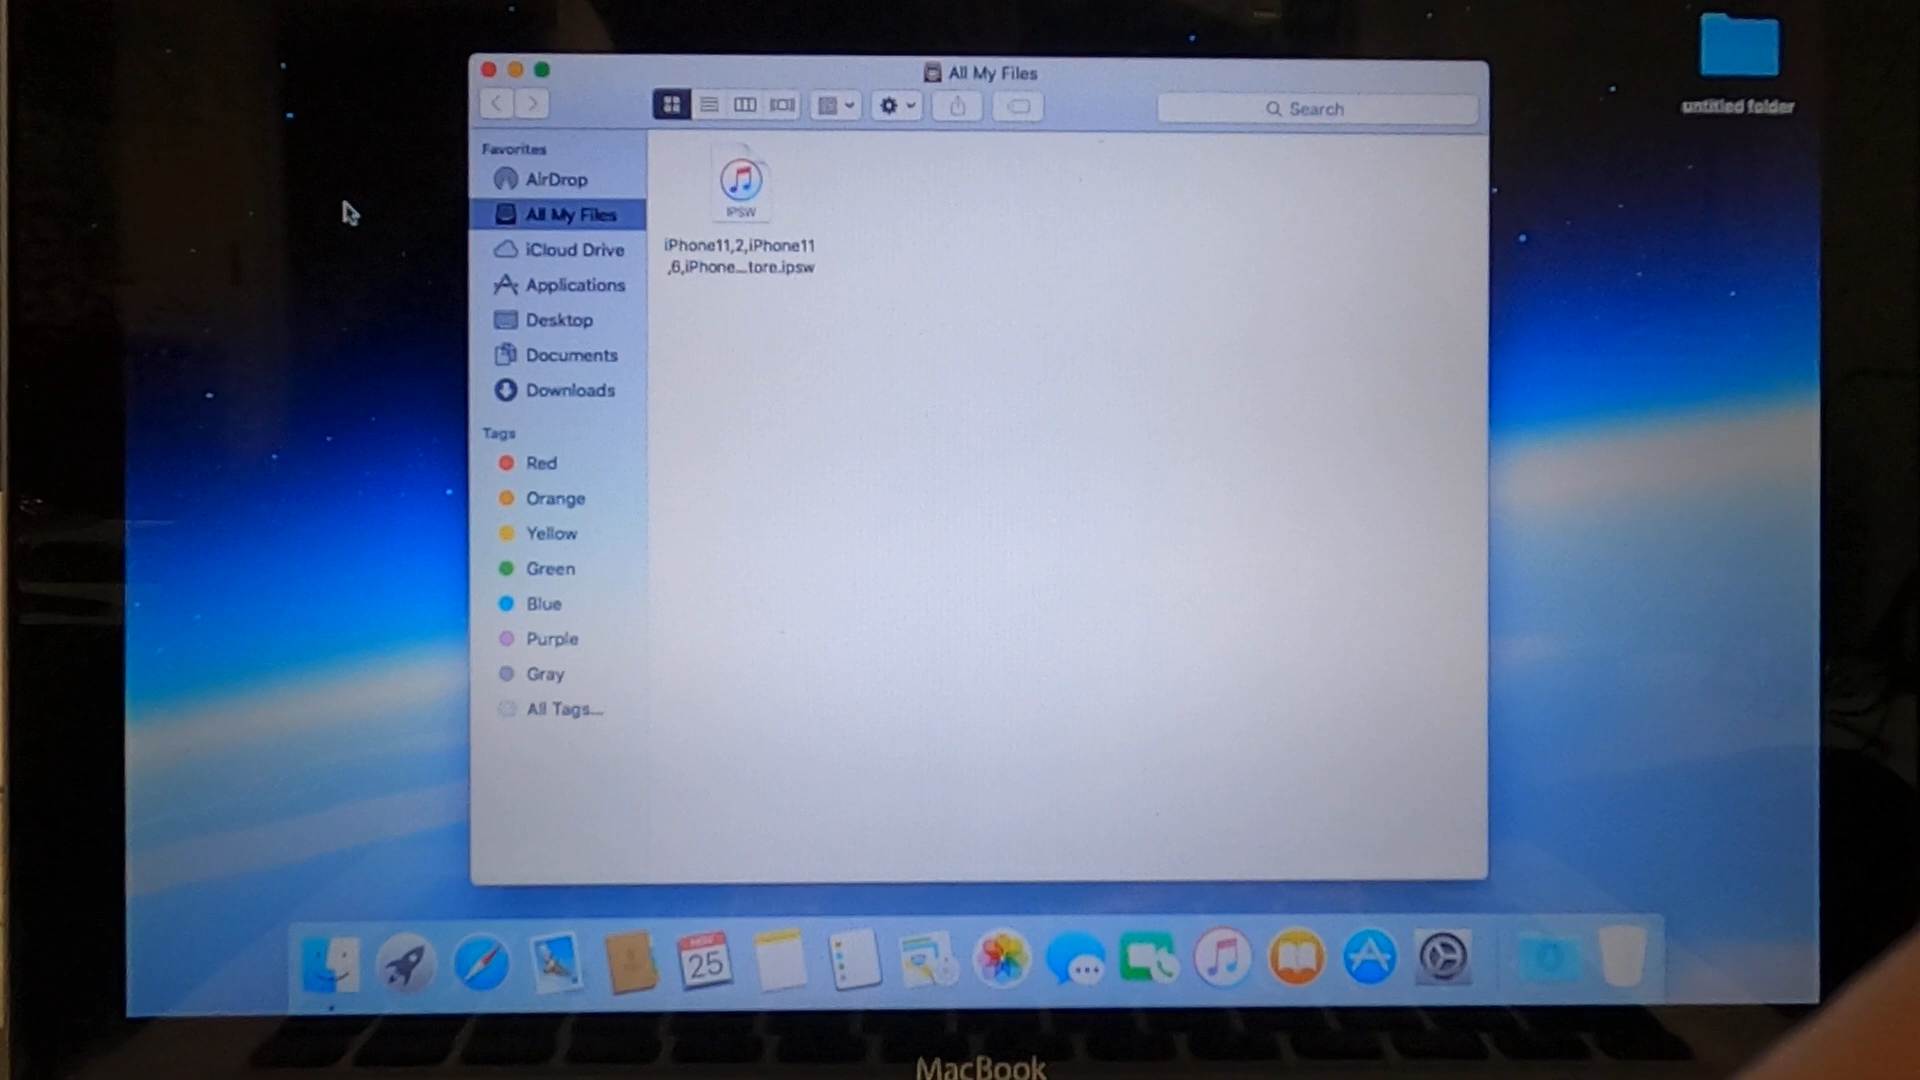 All My Files
Search
untitled folder
Favorites
AirDrop
All My Files
iCloud Drive
Applications
Desktop
Documents
Downloads
Tags
Red
Orange
Yellow
Green
Blue
Purple
Gray
All Tags...
IPSW
iPhone11,2,iPhone11
,6,iPhone...tore.ipsw
NOV
25
MacBook